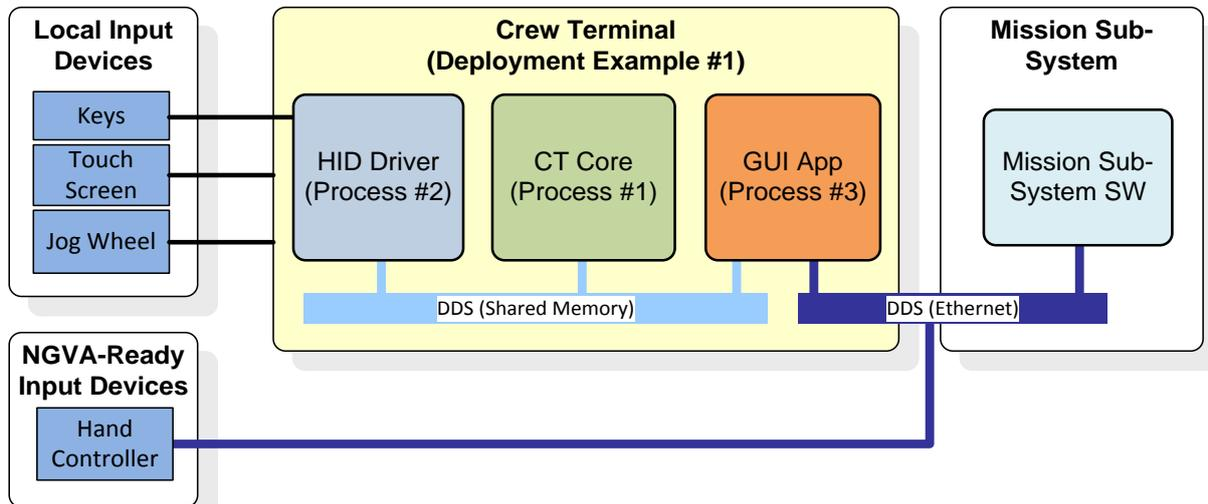 Local Input
Devices
Keys
Touch
Screen
Jog Wheel
Crew Terminal
(Deployment Example #1)
HID Driver
(Process #2)
CT Core
(Process #1)
GUI App
(Process #3)
DDS (Shared Memory)
DDS (Ethernet)
Mission Sub-
System
Mission Sub-
System SW
NGVA-Ready
Input Devices
Hand
Controller